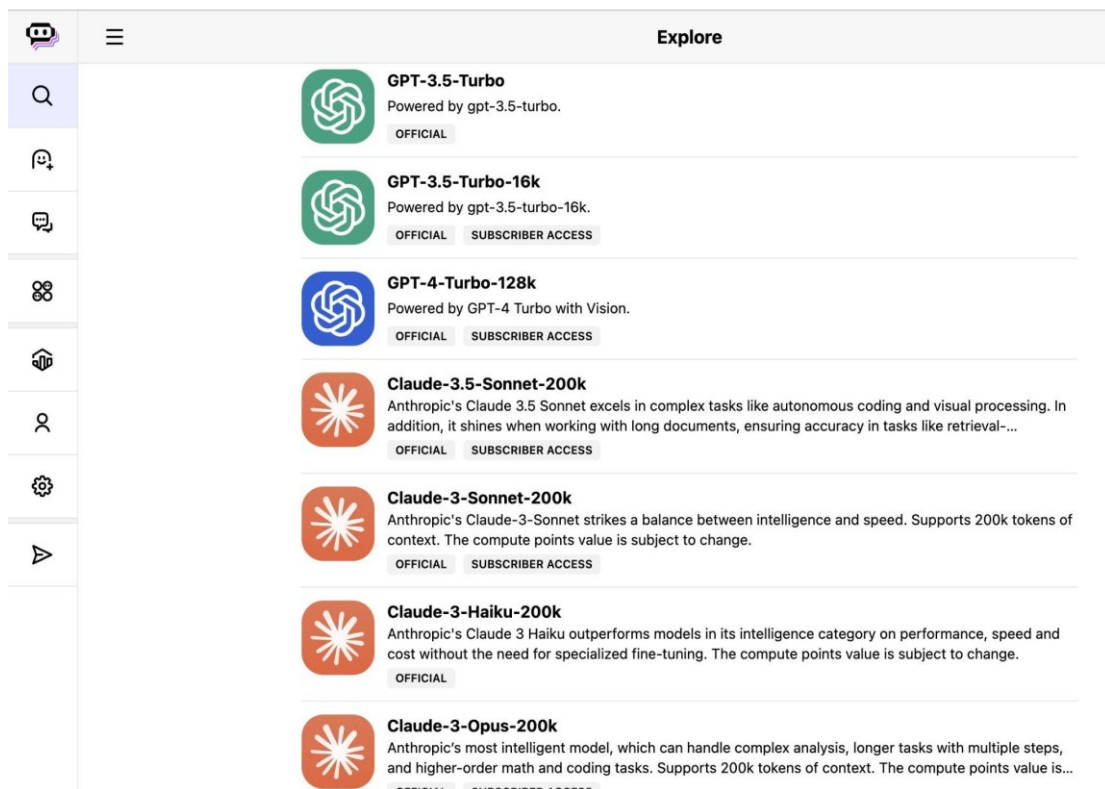 Explore
GPT-3.5-Turbo
Powered by gpt-3.5-turbo.
OFFICIAL
GPT-3.5-Turbo-16k
Powered by gpt-3.5-turbo-16k.
OFFICIAL SUBSCRIBER ACCESS
GPT-4-Turbo-128k
Powered by GPT-4 Turbo with Vision.
OFFICIAL SUBSCRIBER ACCESS
Claude-3.5-Sonnet-200k
Anthropic's Claude 3.5 Sonnet excels in complex tasks like autonomous coding and visual processing. In
addition, it shines when working with long documents, ensuring accuracy in tasks like retrieval-...
OFFICIAL SUBSCRIBER ACCESS
Claude-3-Sonnet-200k
Anthropic's Claude-3-Sonnet strikes a balance between intelligence and speed. Supports 200k tokens of
context. The compute points value is subject to change.
OFFICIAL SUBSCRIBER ACCESS
Claude-3-Haiku-200k
Anthropic's Claude 3 Haiku outperforms models in its intelligence category on performance, speed and
cost without the need for specialized fine-tuning. The compute points value is subject to change.
OFFICIAL
Claude-3-Opus-200k
Anthropic's most intelligent model, which can handle complex analysis, longer tasks with multiple steps,
and higher-order math and coding tasks. Supports 200k tokens of context. The compute points value is...
OFFICIAL SUBSCRIBER ACCESS